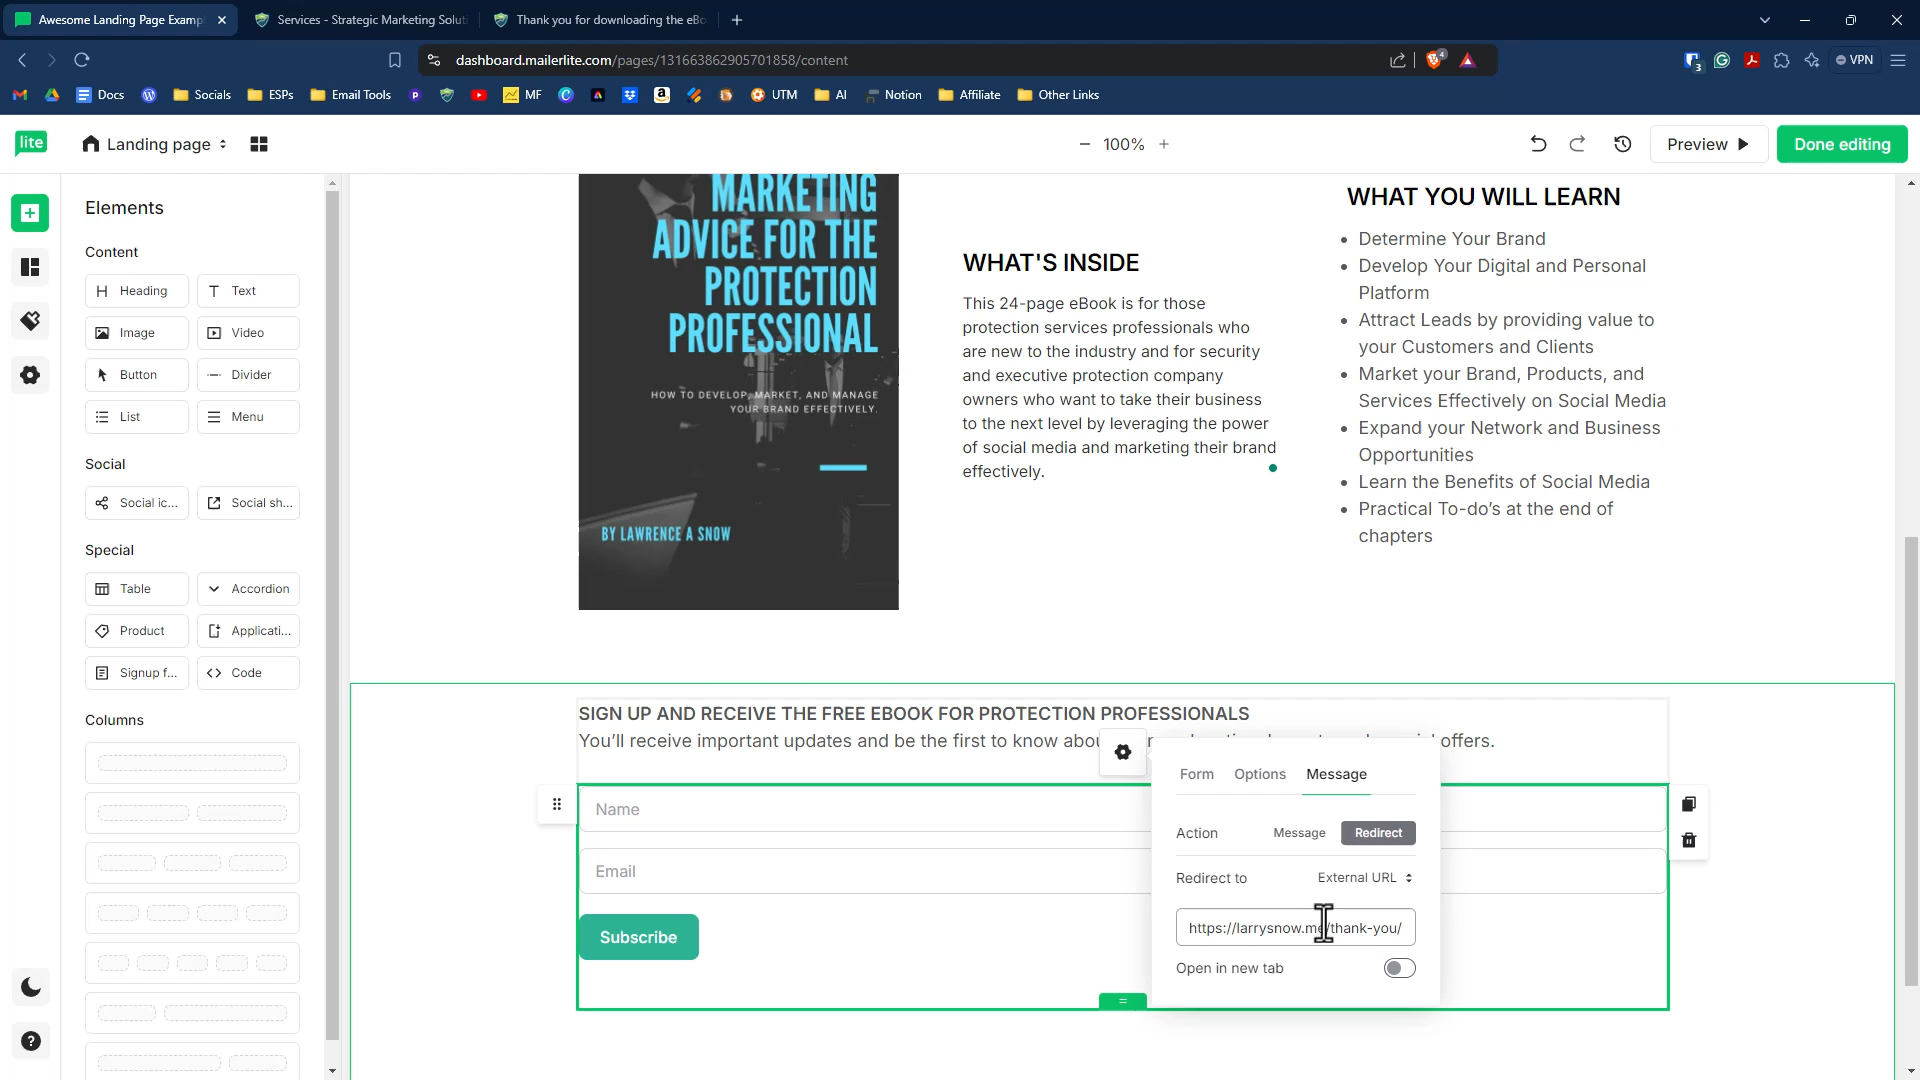 Awesome Landing Page Examp
Services - Strategic Marketing Soluti
Thank you for downloading the eBo
dashboard.mailerlite.com/pages/131663862905701858/content
4
3
VPN
Docs
Socials
ESPs
Email Tools
MF
UTM
AI
Notion
Affiliate
Other Links
lite
Landing page
100%
Preview
Done editing
Elements
Content
Heading
Text
Image
Video
Button
Divider
List
Menu
Social
Social ic...
Social sh...
Special
Table
Accordion
Product
Applicati...
Signup f...
Code
Columns
MARKETING
ADVICE FOR THE
PROTECTION
PROFESSIONAL
HOW TO DEVELOP, MARKET, AND MANAGE
YOUR BRAND EFFECTIVELY.
BY LAWRENCE A SNOW
WHAT'S INSIDE
This 24-page eBook is for those
protection services professionals who
are new to the industry and for security
and executive protection company
owners who want to take their business
to the next level by leveraging the power
of social media and marketing their brand
effectively.
WHAT YOU WILL LEARN
Determine Your Brand
Develop Your Digital and Personal
Platform
Attract Leads by providing value to
your Customers and Clients
Market your Brand, Products, and
Services Effectively on Social Media
Expand your Network and Business
Opportunities
Learn the Benefits of Social Media
Practical To-do's at the end of
chapters
SIGN UP AND RECEIVE THE FREE EBOOK FOR PROTECTION PROFESSIONALS
You'll receive important updates and be the first to know offers.
Name
Email
Subscribe
Form
Options
Message
Action
Message
Redirect
Redirect to
External URL
https://larrysnow.me/thank-you/
Open in new tab